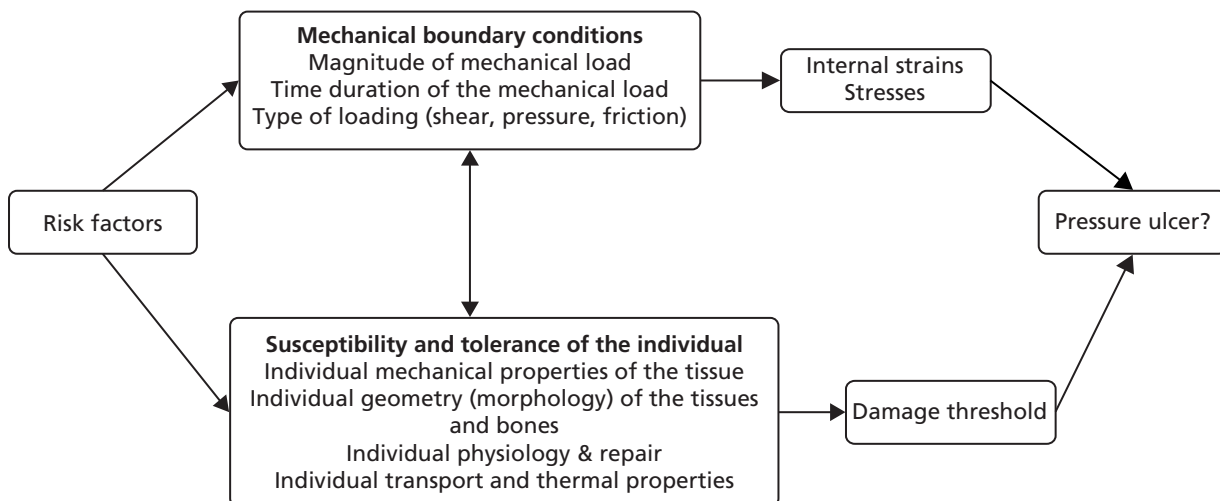 Mechanical boundary conditions
Magnitude of mechanical load
Time duration of the mechanical load
Type of loading (shear, pressure, friction)
Internal strains
Stresses
Risk factors
Pressure ulcer?
Susceptibility and tolerance of the individual
Individual mechanical properties of the tissue
Individual geometry (morphology) of the tissues
and bones
Individual physiology & repair
Individual transport and thermal properties
Damage threshold